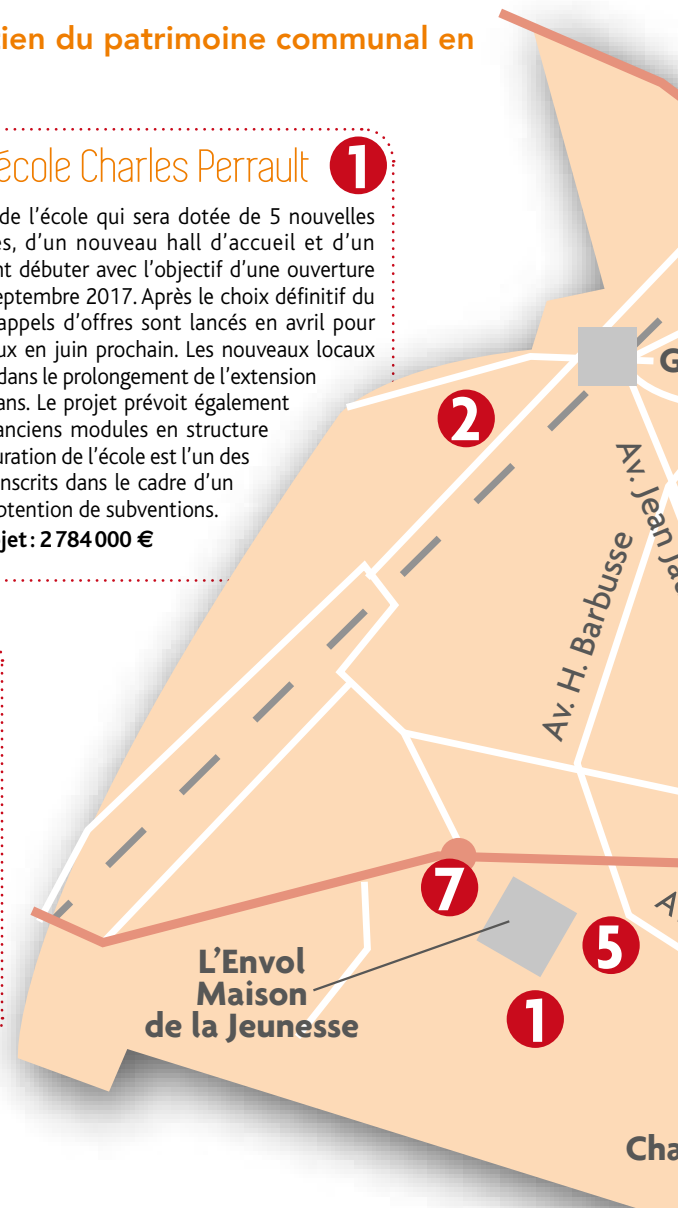 ien du patrimoine communal en
école Charles Perrault 1
de l'école qui sera dotée de 5 nouvelles
es, d'un nouveau hall d'accueil et d'un
nt débuter avec l'objectif d'une ouverture
eptembre 2017. Après le choix définitif du
appels d'offres sont lancés en avril pour
ux en juin prochain. Les nouveaux locaux
dans le prolongement de l'extension
ans. Le projet prévoit également
anciens modules en structure
uration de l'école est l'un des
nscrits dans le cadre d'un
btention de subventions.
jet : 2 784 000 €
G
2
Av. Jean Ja
Av. H. Barbusse
7
A
5
L'Envol
Maison
de la Jeunesse
1
Cha